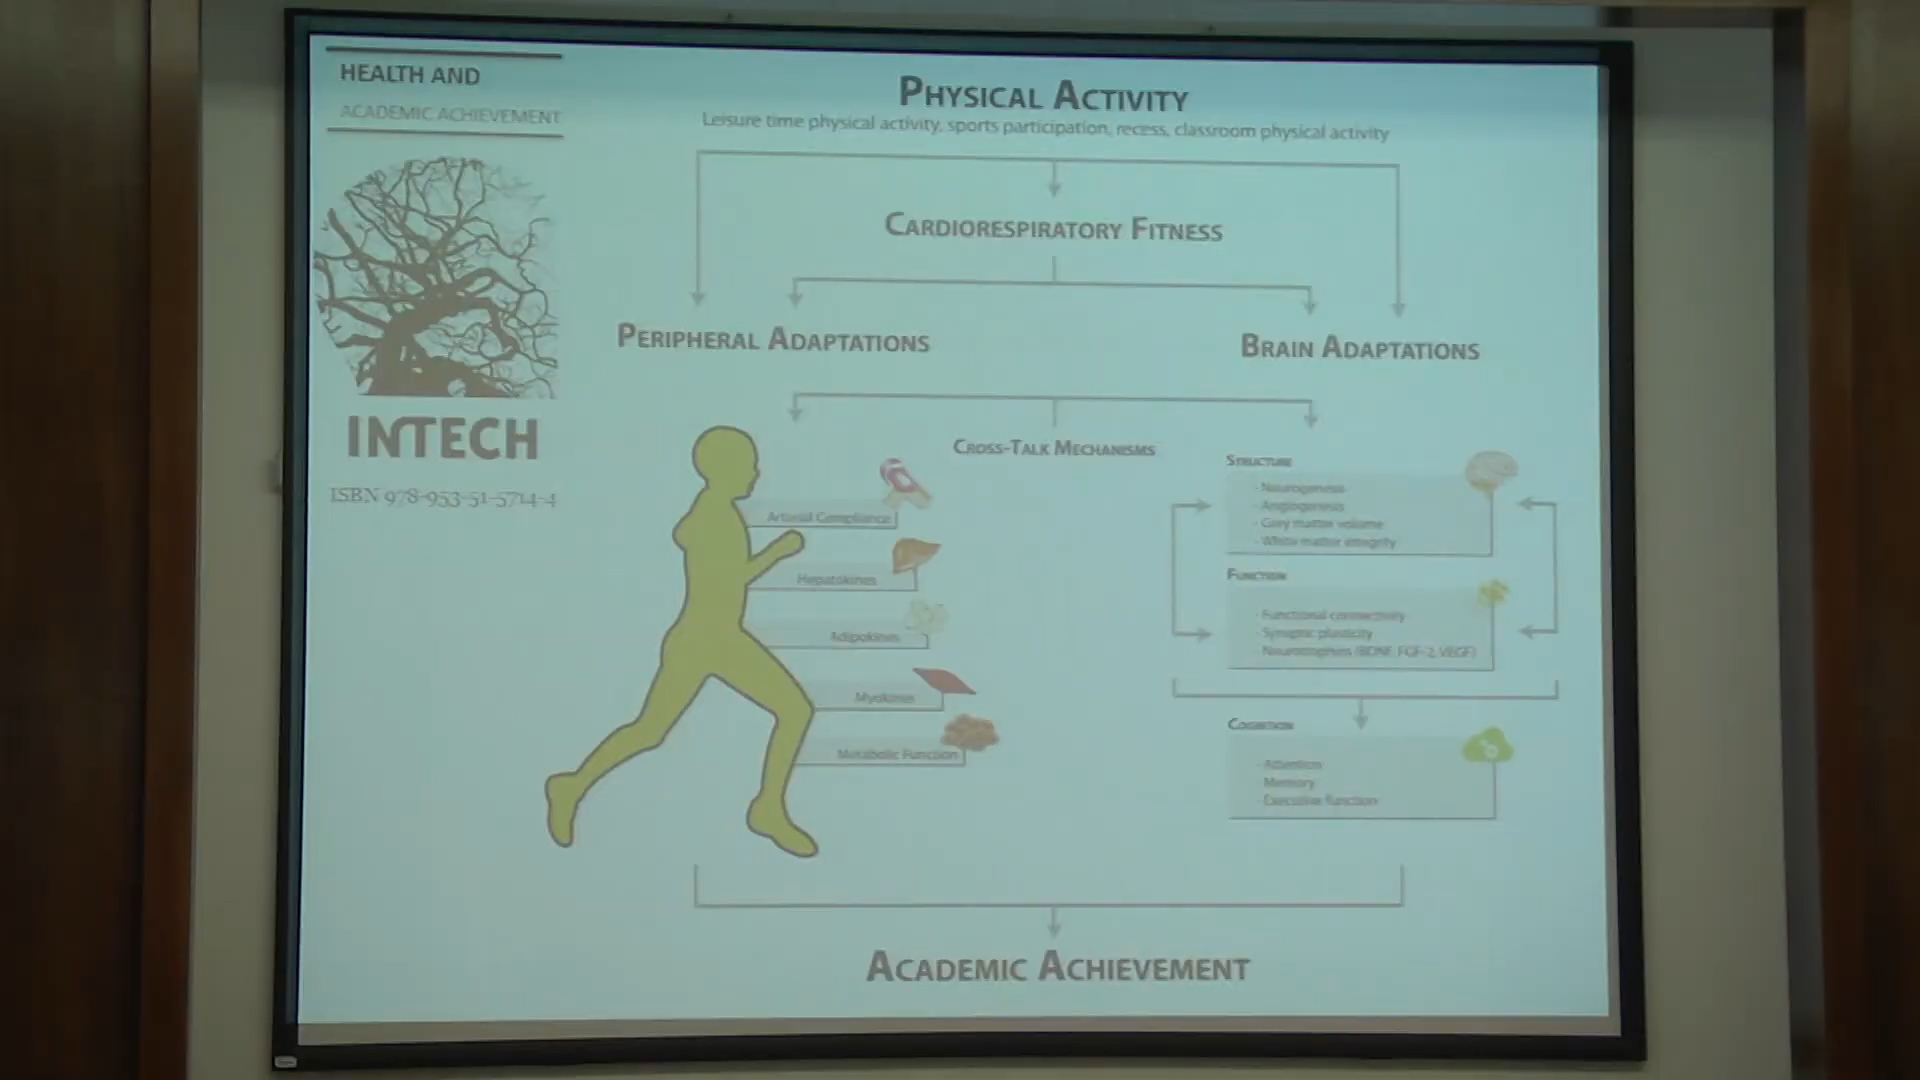 HEALTH AND
ACADEMIC ACHIEVEMENT
INTECH
ISBN 978-953-51-5714-4
PHYSICAL ACTIVITY
Leisure time physical activity, sports participation, recess, classroom physical activity
CARDIORESPIRATORY FITNESS
PERIPHERAL ADAPTATIONS
BRAIN ADAPTATIONS
CROSS-TALK MECHANISMS
Arterial Compliance
Hepatokines
Adipokines
Myokines
Metabolic Function
STRUCTURE
- Neurogenesis
- Angiogenesis
- Grey matter volume
- White matter integrity
FUNCTION
- Functional connectivity
- Synaptic plasticity
- Neurotrophins (BDNF, FGF-2, VEGF)
COGNITION
- Attention
- Memory
- Executive function
ACADEMIC ACHIEVEMENT